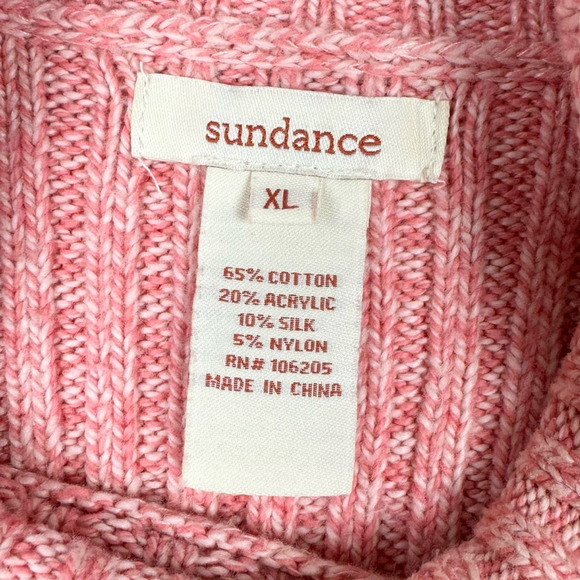 sundance
XL
65% COTTON
20% ACRYLIC
10% SILK
5% NYLON
RN# 106205
MADE IN CHINA